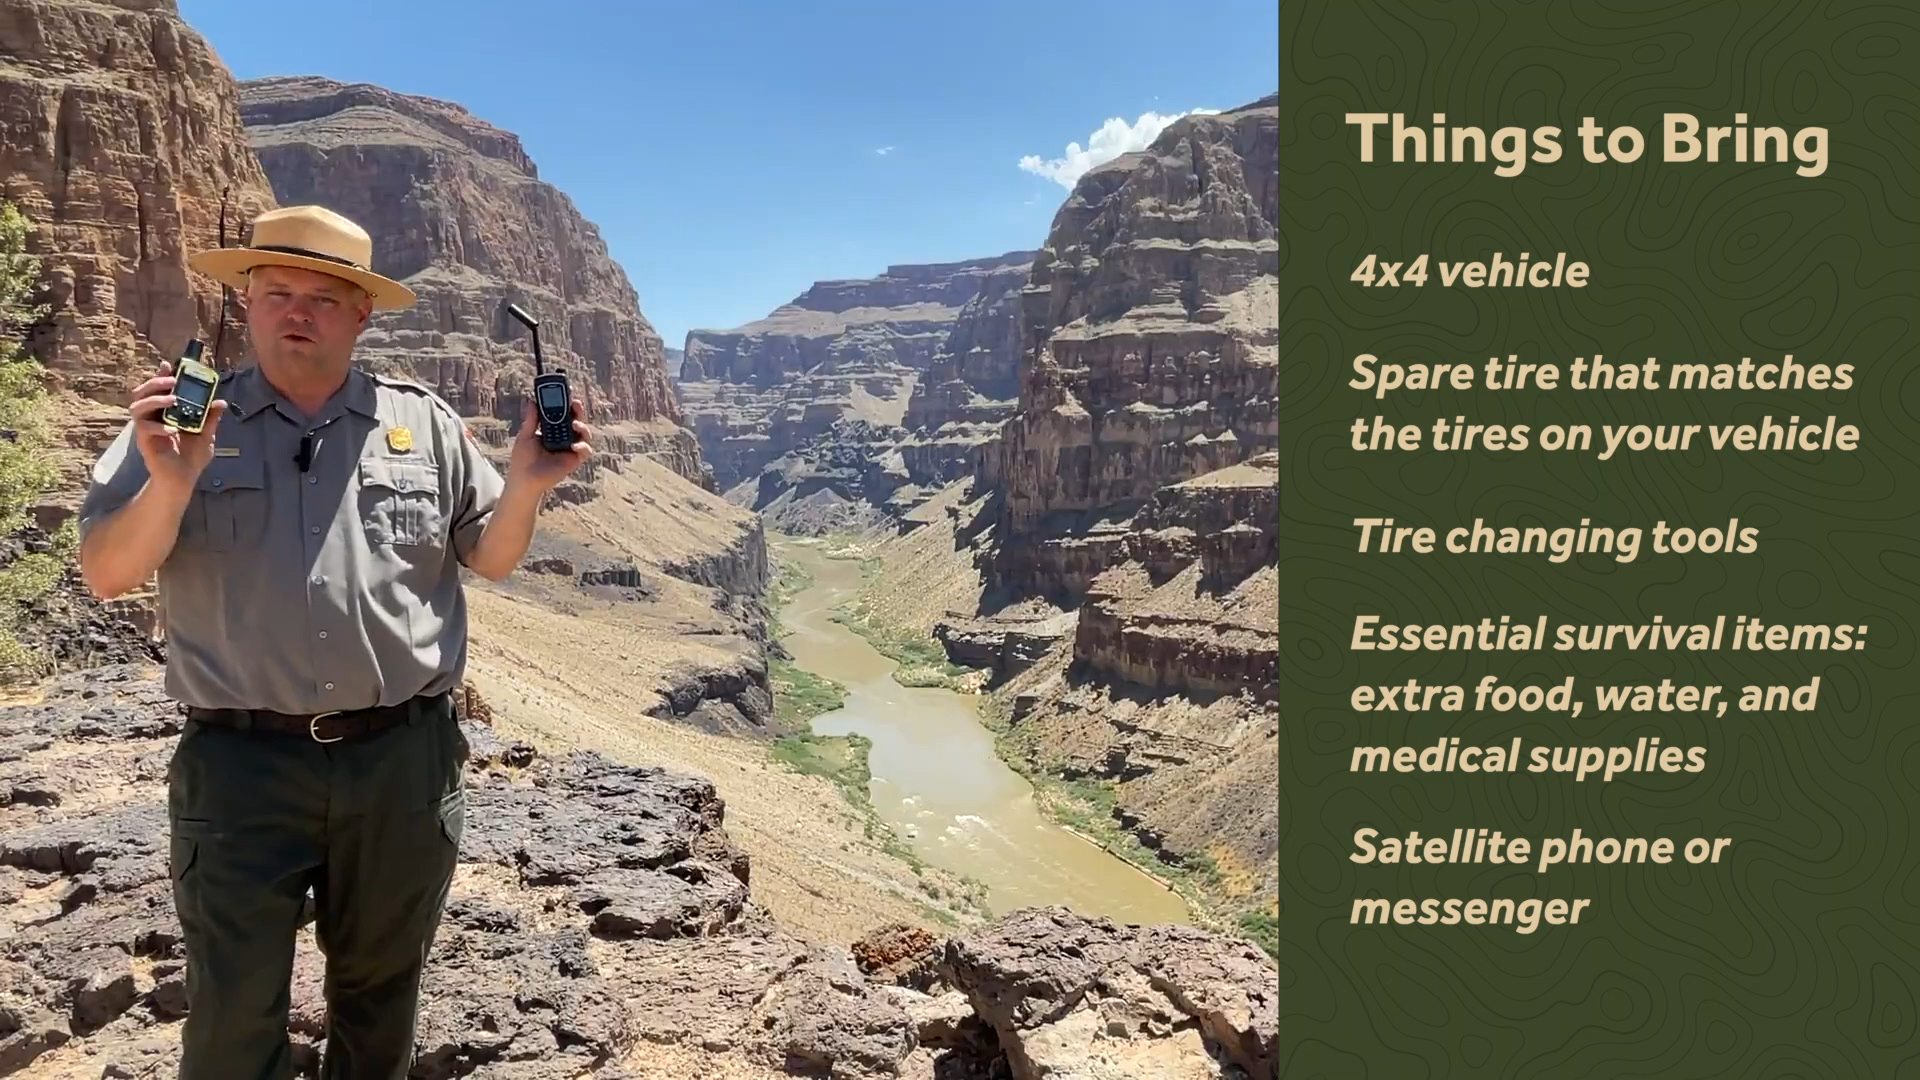 Things to Bring
4x4 vehicle
Spare tire that matches
the tires on your vehicle
Tire changing tools
Essential survival items:
extra food, water, and
medical supplies
Satellite phone or
messenger